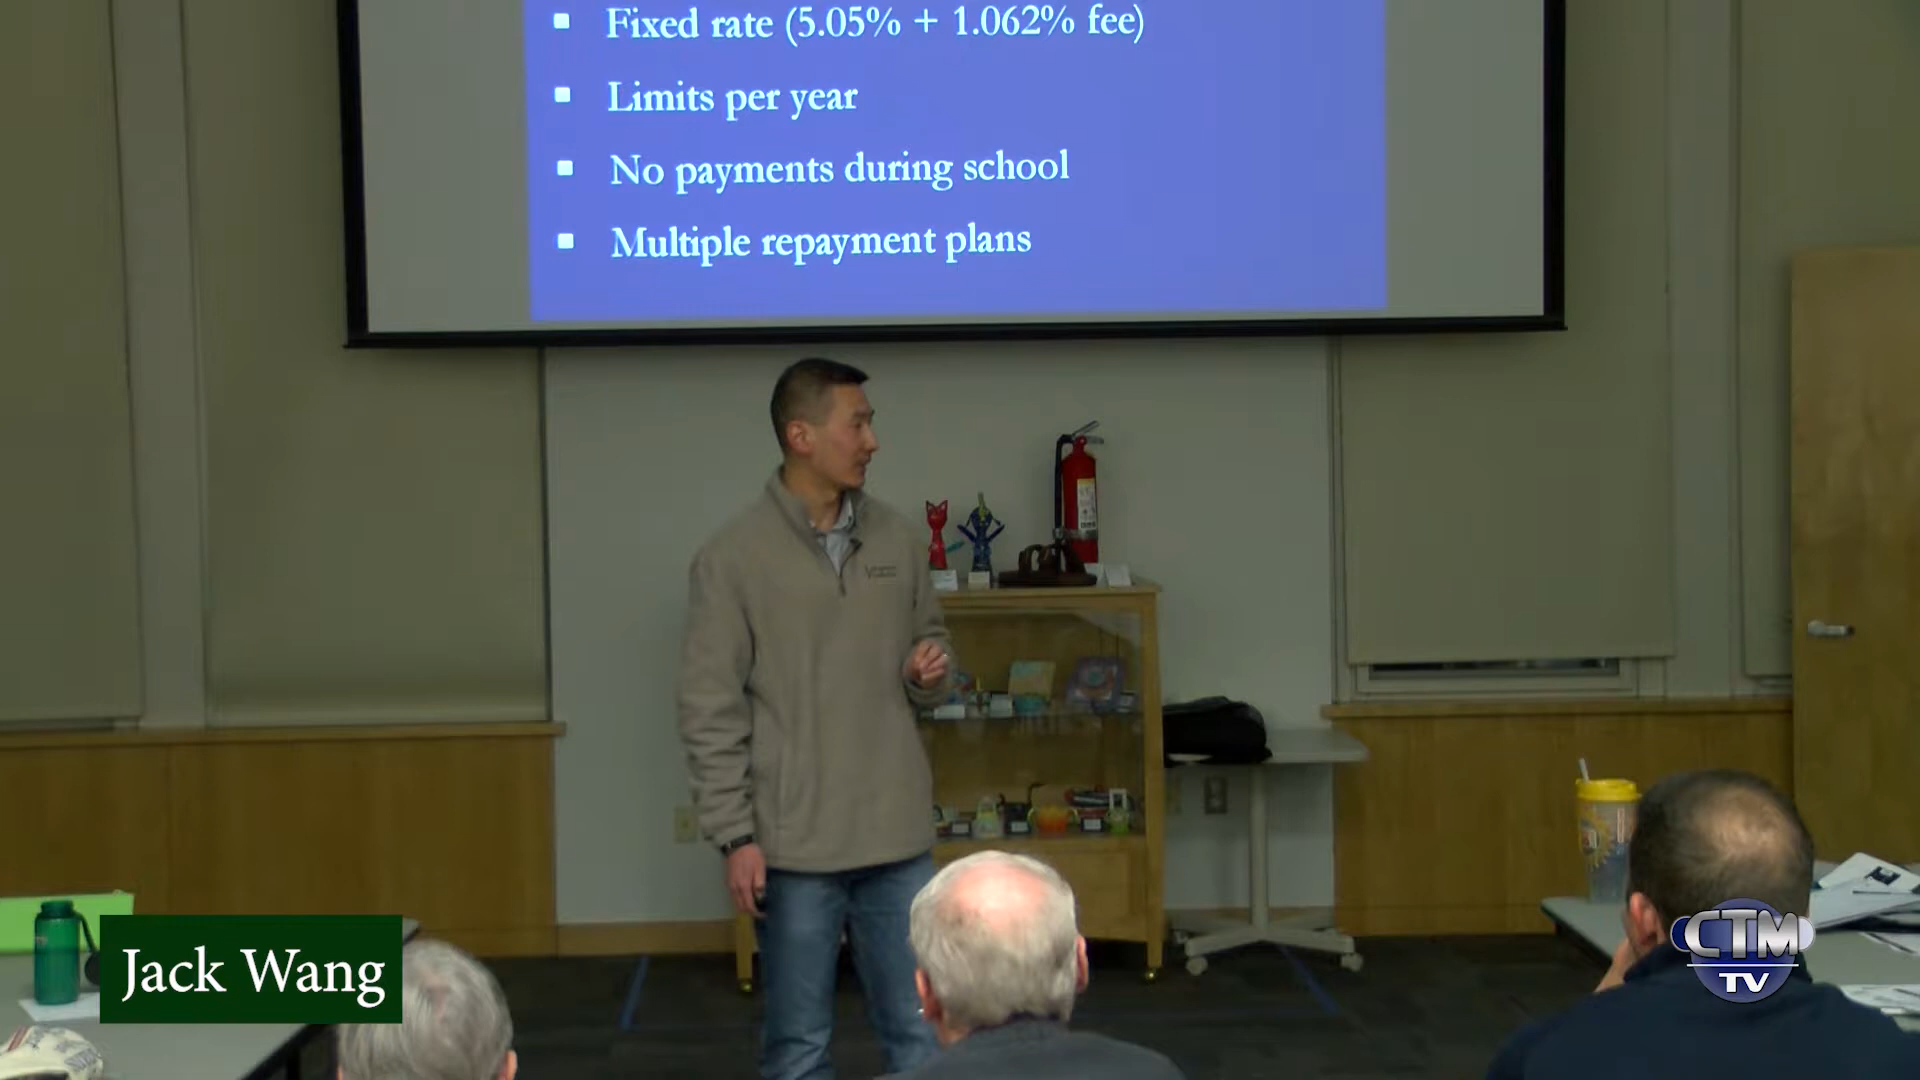 Fixed rate (5.05% + 1.062% fee)
Limits per year
No payments during school
Multiple repayment plans
Jack Wang
CTM
TV